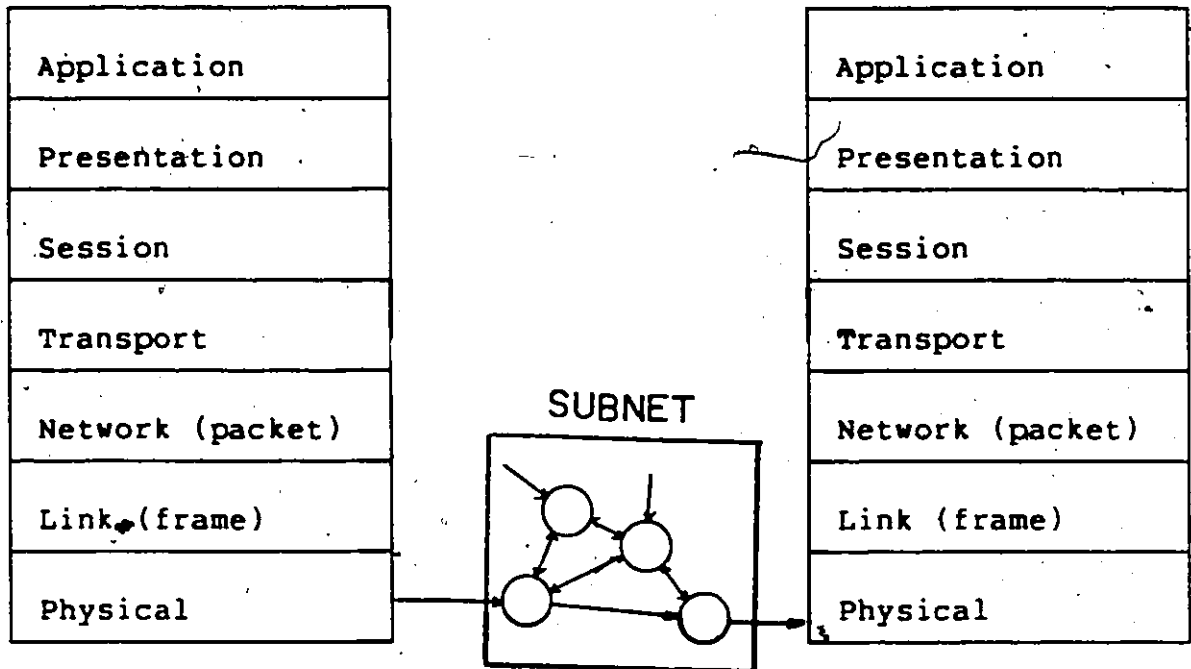 Application
Presentation
Session
Transport
Network (packet)
Link (frame)
Physical
SUBNET
Application
Presentation
Session
Transport
Network (packet)
Link (frame)
Physical